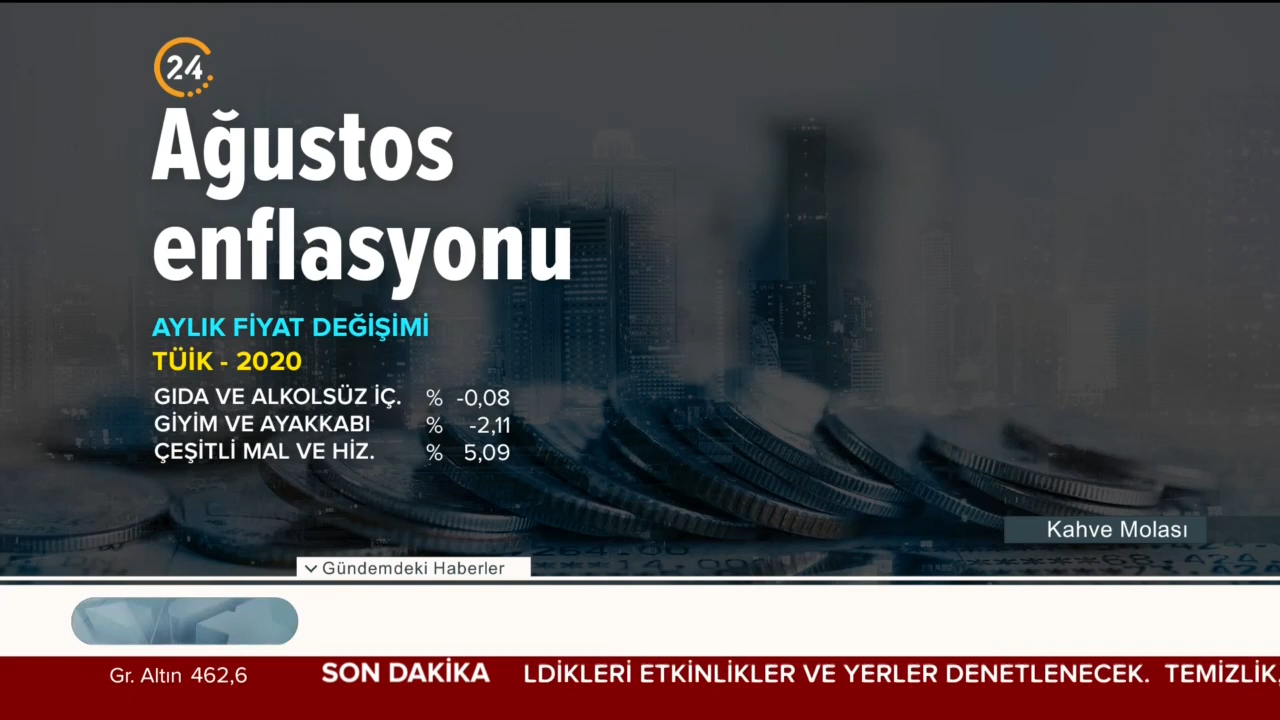 24
Ağustos
enflasyonu
AYLIK FİYAT DEĞİŞİMİ
TÜİK - 2020
GIDA VE ALKOLSÜZ İÇ. % -0,08
GİYİM VE AYAKKABI % -2,11
ÇEŞİTLİ MAL VE HİZ. % 5,09
Kahve Molası
Gündemdeki Haberler
Gr. Altın 462,6 SON DAKİKA LDİKLERİ ETKİNLİKLER VE YERLER DENETLENECEK. TEMİZLİK,